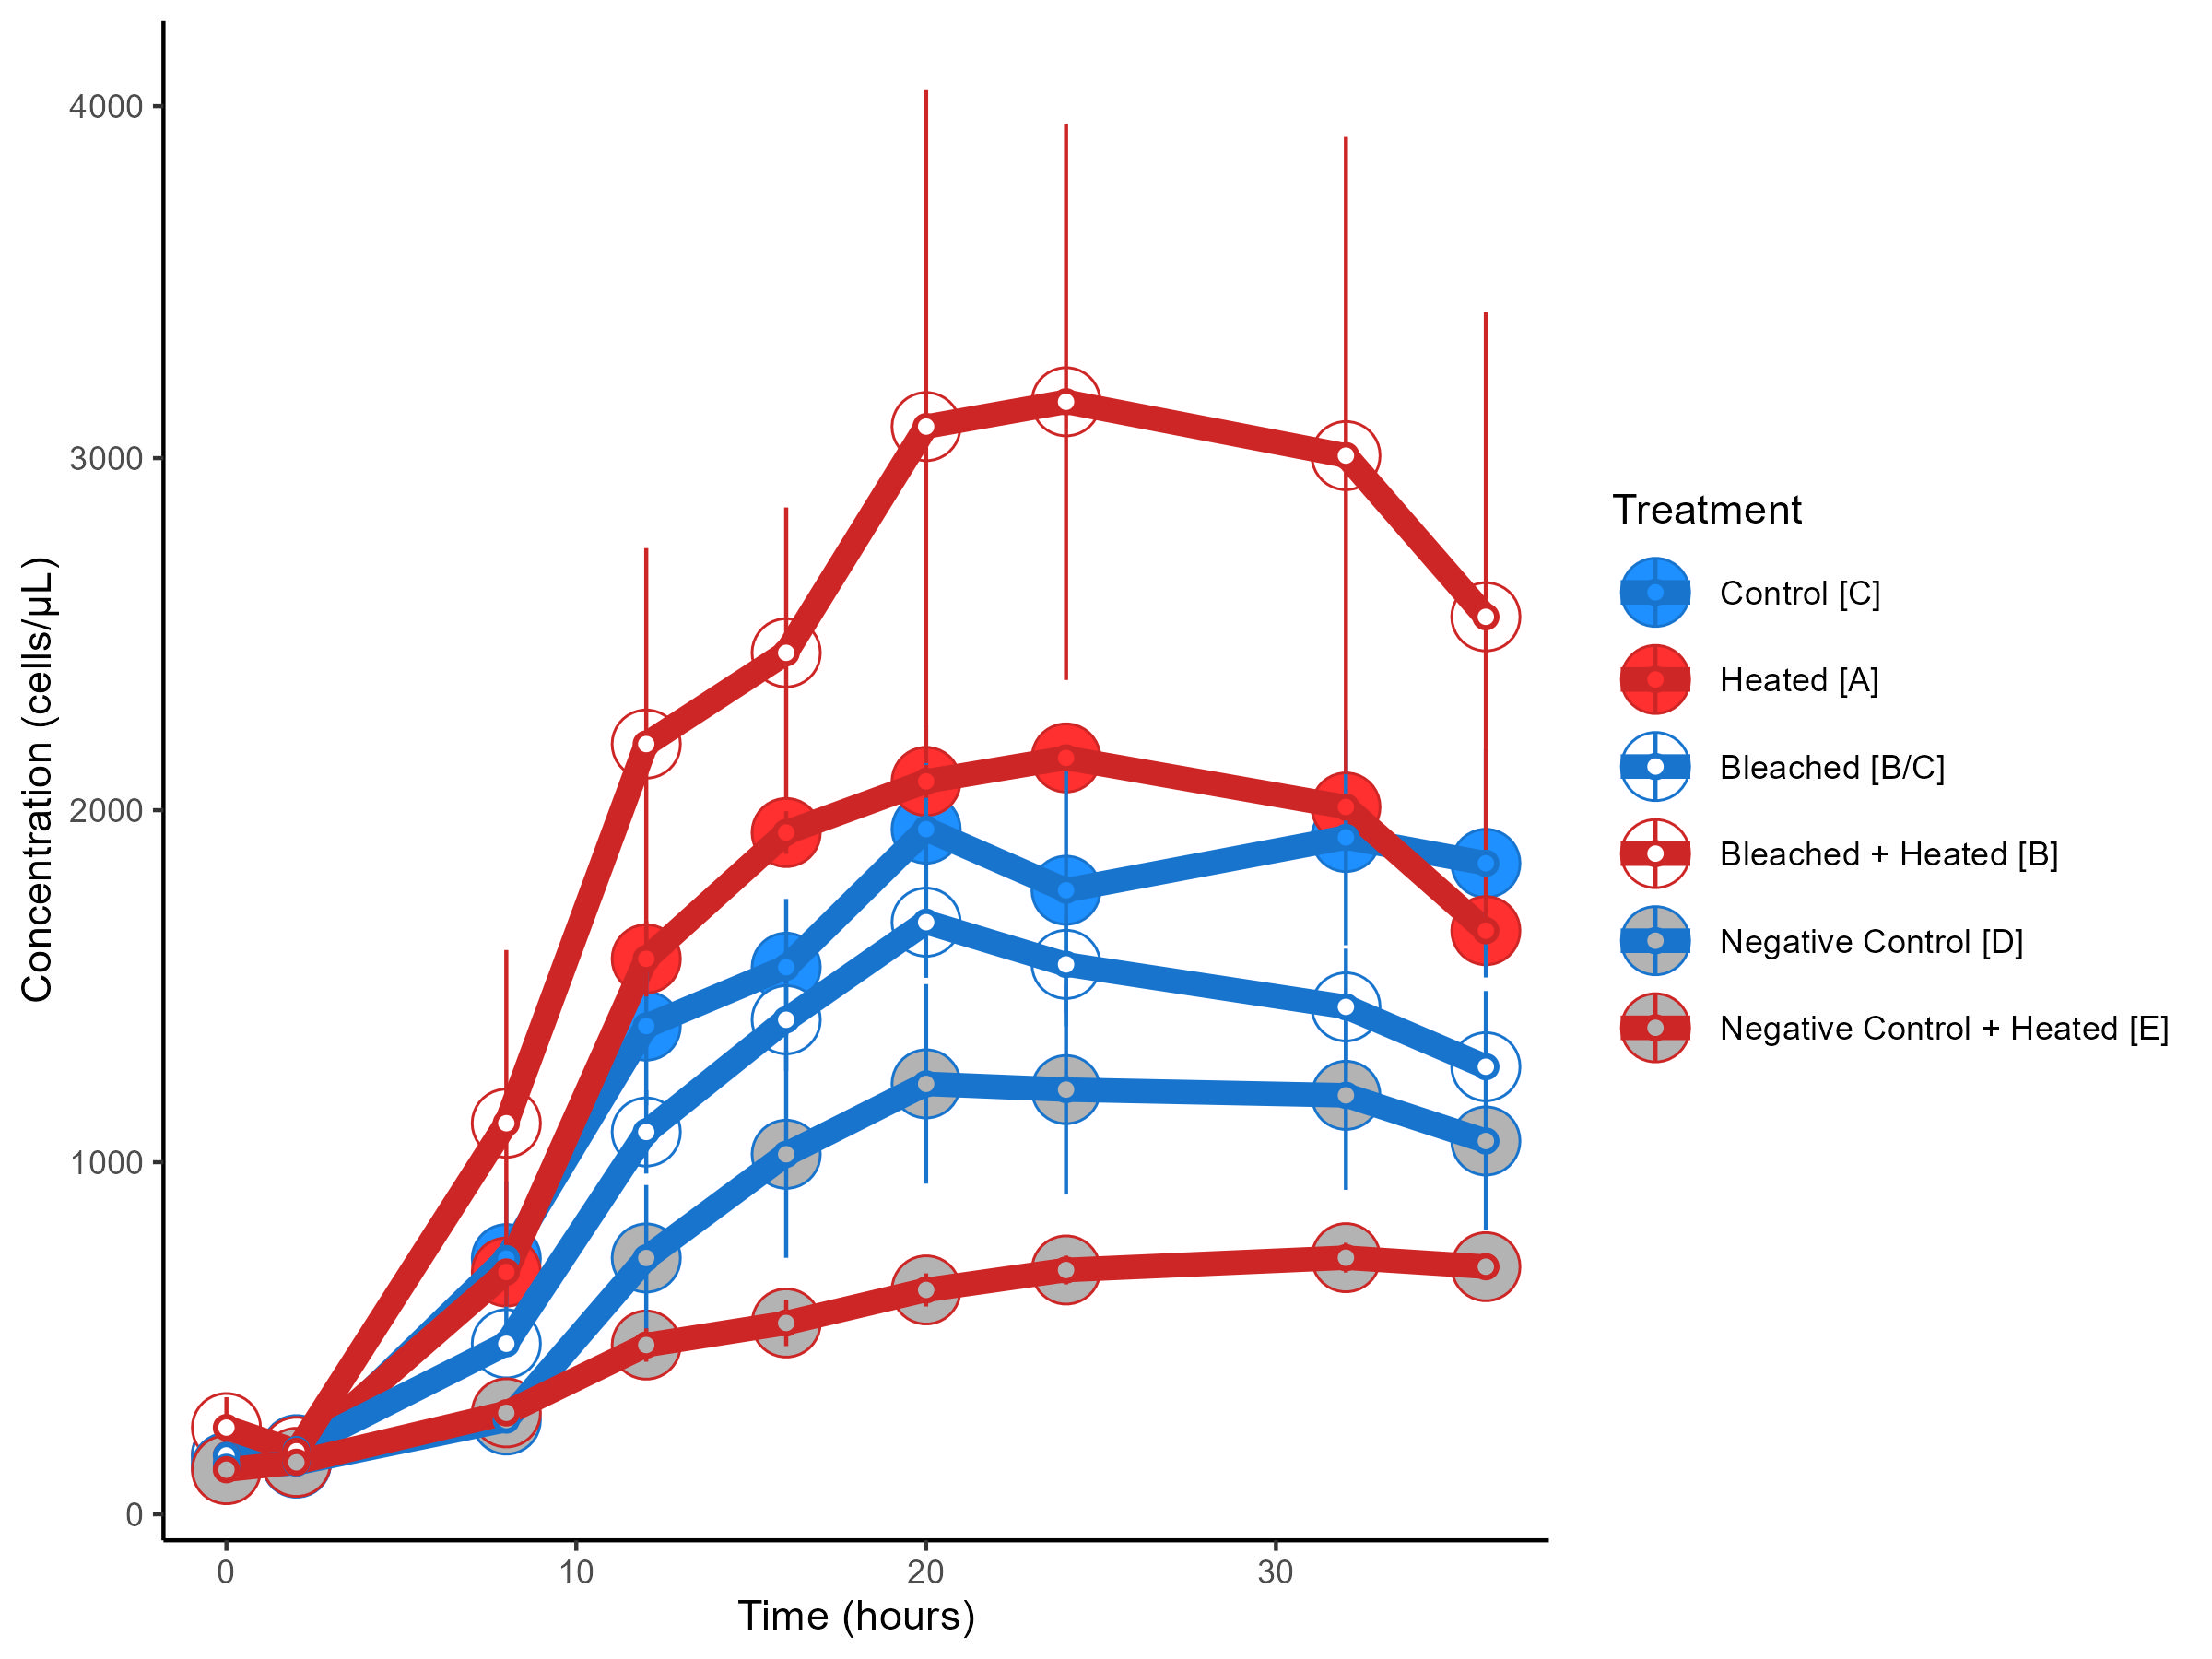 Concentration (cells/µL)
4000
3000
2000
1000
0
0 10 20 30
Time (hours)
Treatment
Control [C]
Heated [A]
Bleached [B/C]
Bleached + Heated [B]
Negative Control [D]
Negative Control + Heated [E]